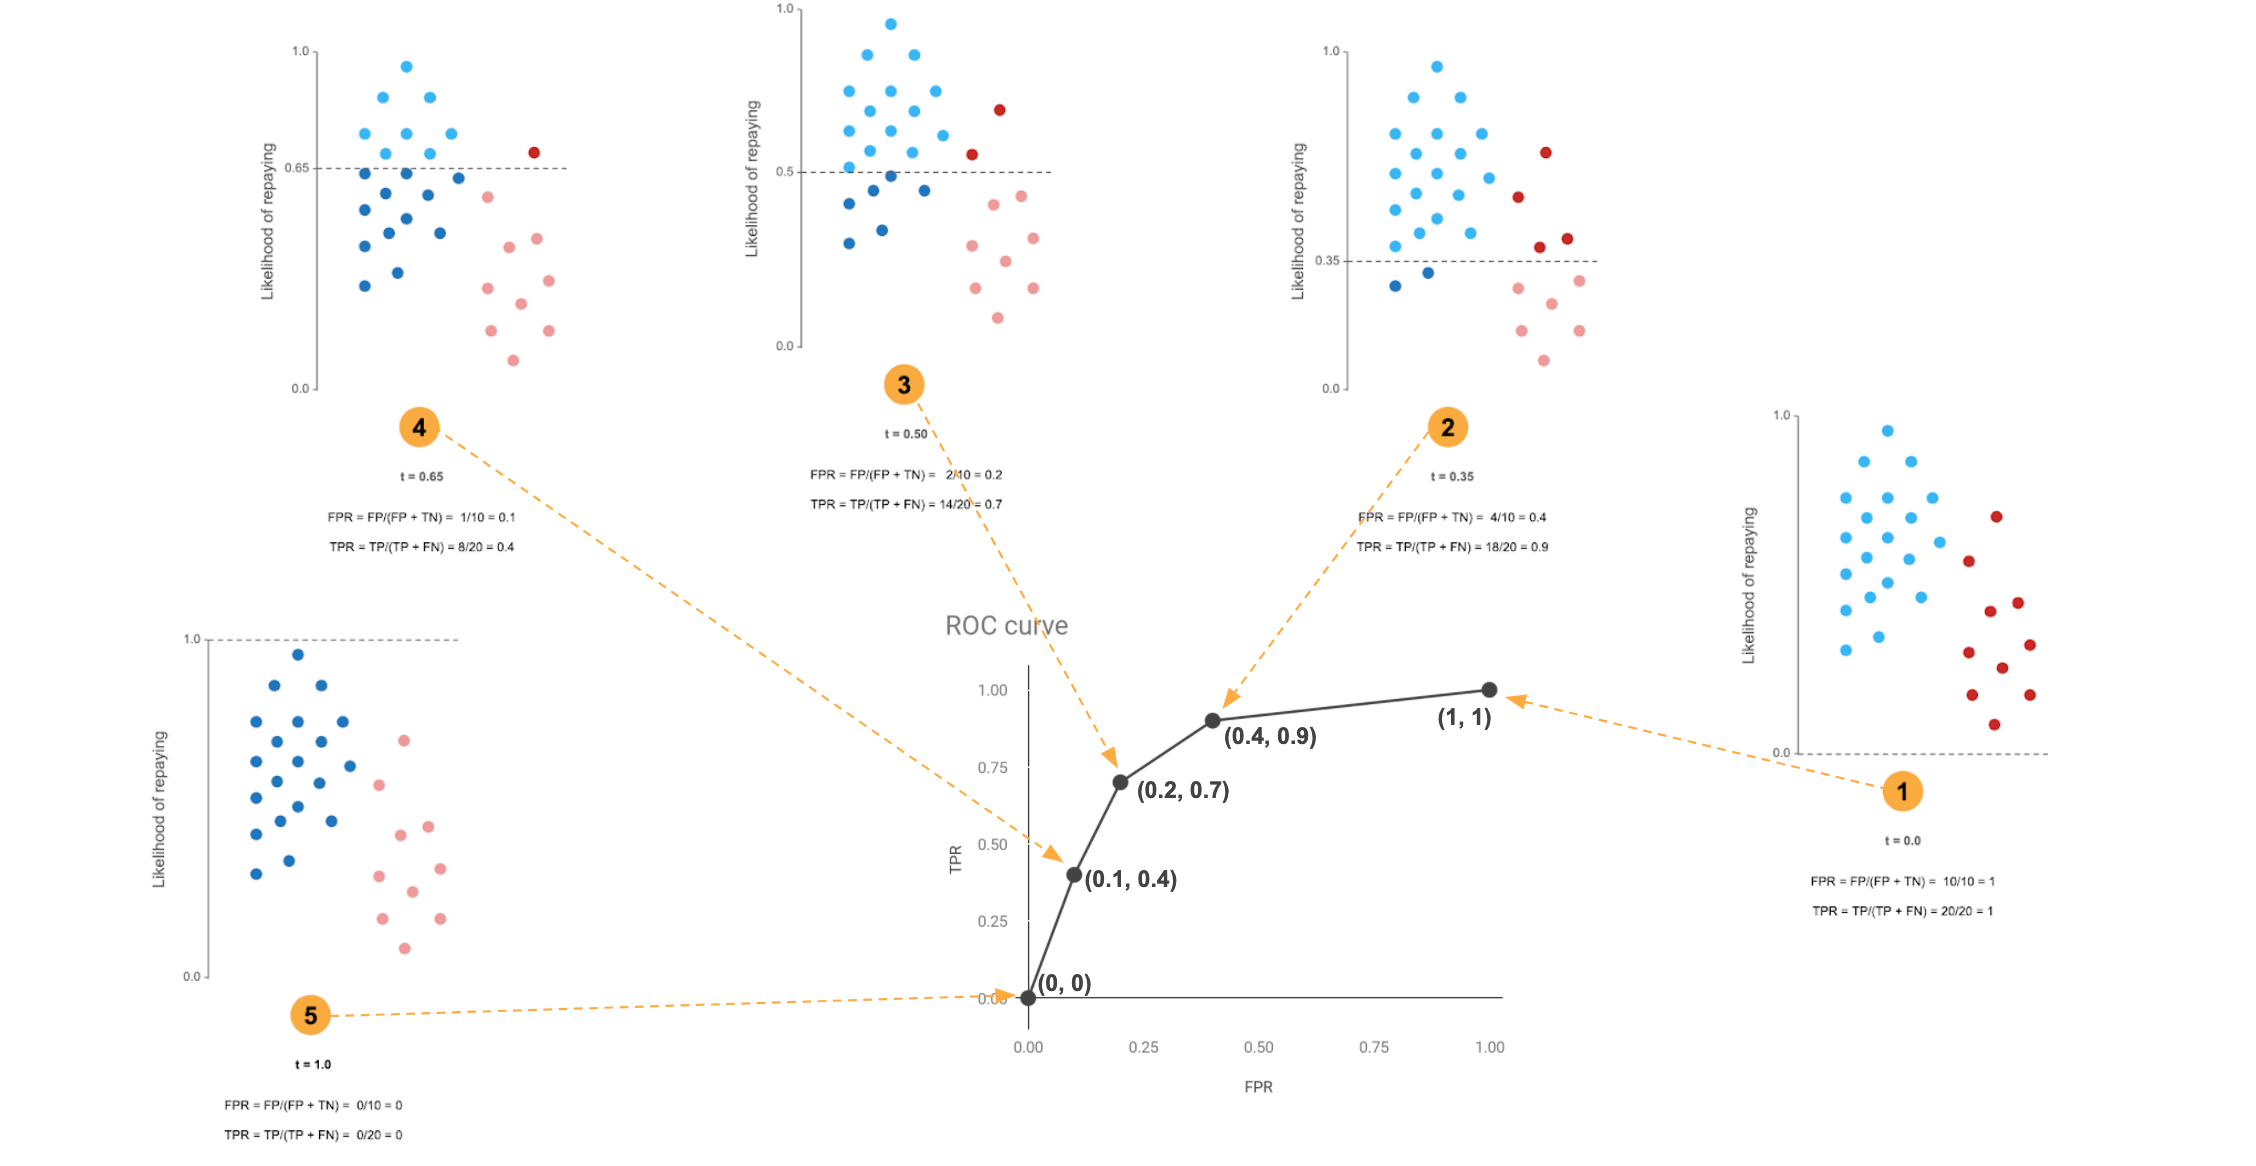 1.0
0.65
0.0
Likelihood of repaying
4
t = 0.65
FPR = FP/(FP + TN) = 1/10 = 0.1
TPR = TP/(TP + FN) = 8/20 = 0.4
1.0
0.5
0.0
Likelihood of repaying
3
t = 0.50
FPR = FP/(FP + TN) = 2/10 = 0.2
TPR = TP/(TP + FN) = 14/20 = 0.7
1.0
0.35
0.0
Likelihood of repaying
2
t = 0.35
FPR = FP/(FP + TN) = 4/10 = 0.4
TPR = TP/(TP + FN) = 18/20 = 0.9
1.0
0.0
Likelihood of repaying
1
t = 0.0
FPR = FP/(FP + TN) = 10/10 = 1
TPR = TP/(TP + FN) = 20/20 = 1
1.0
0.0
Likelihood of repaying
5
t = 1.0
FPR = FP/(FP + TN) = 0/10 = 0
TPR = TP/(TP + FN) = 0/20 = 0
ROC curve
1.00
0.75
0.50
0.25
0.00
TPR
(1, 1)
(0.4, 0.9)
(0.2, 0.7)
(0.1, 0.4)
(0, 0)
0.00 0.25 0.50 0.75 1.00
FPR